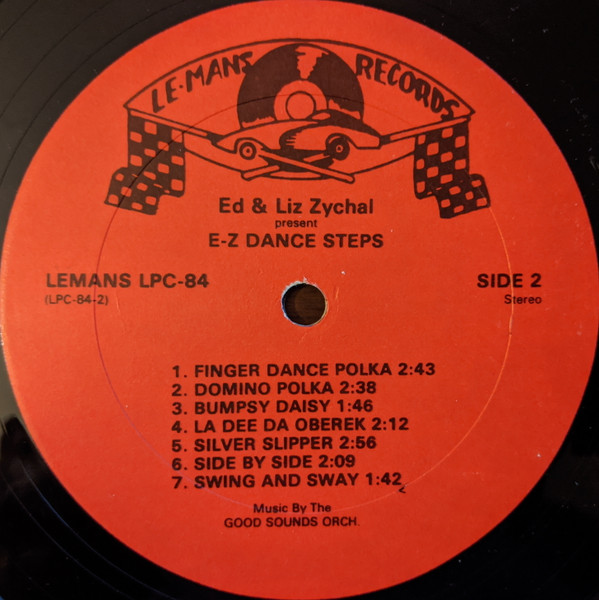 LE·MANS RECORDS
Ed & Liz Zychal
present
E-Z DANCE STEPS
LEMANS LPC-84
(LPC-84-2)
SIDE 2
Stereo
1. FINGER DANCE POLKA 2:43
2. DOMINO POLKA 2:38
3. BUMPSY DAISY 1:46
4. LA DEE DA OBEREK 2:12
5. SILVER SLIPPER 2:56
6. SIDE BY SIDE 2:09
7. SWING AND SWAY 1:42
Music By The
GOOD SOUNDS ORCH.